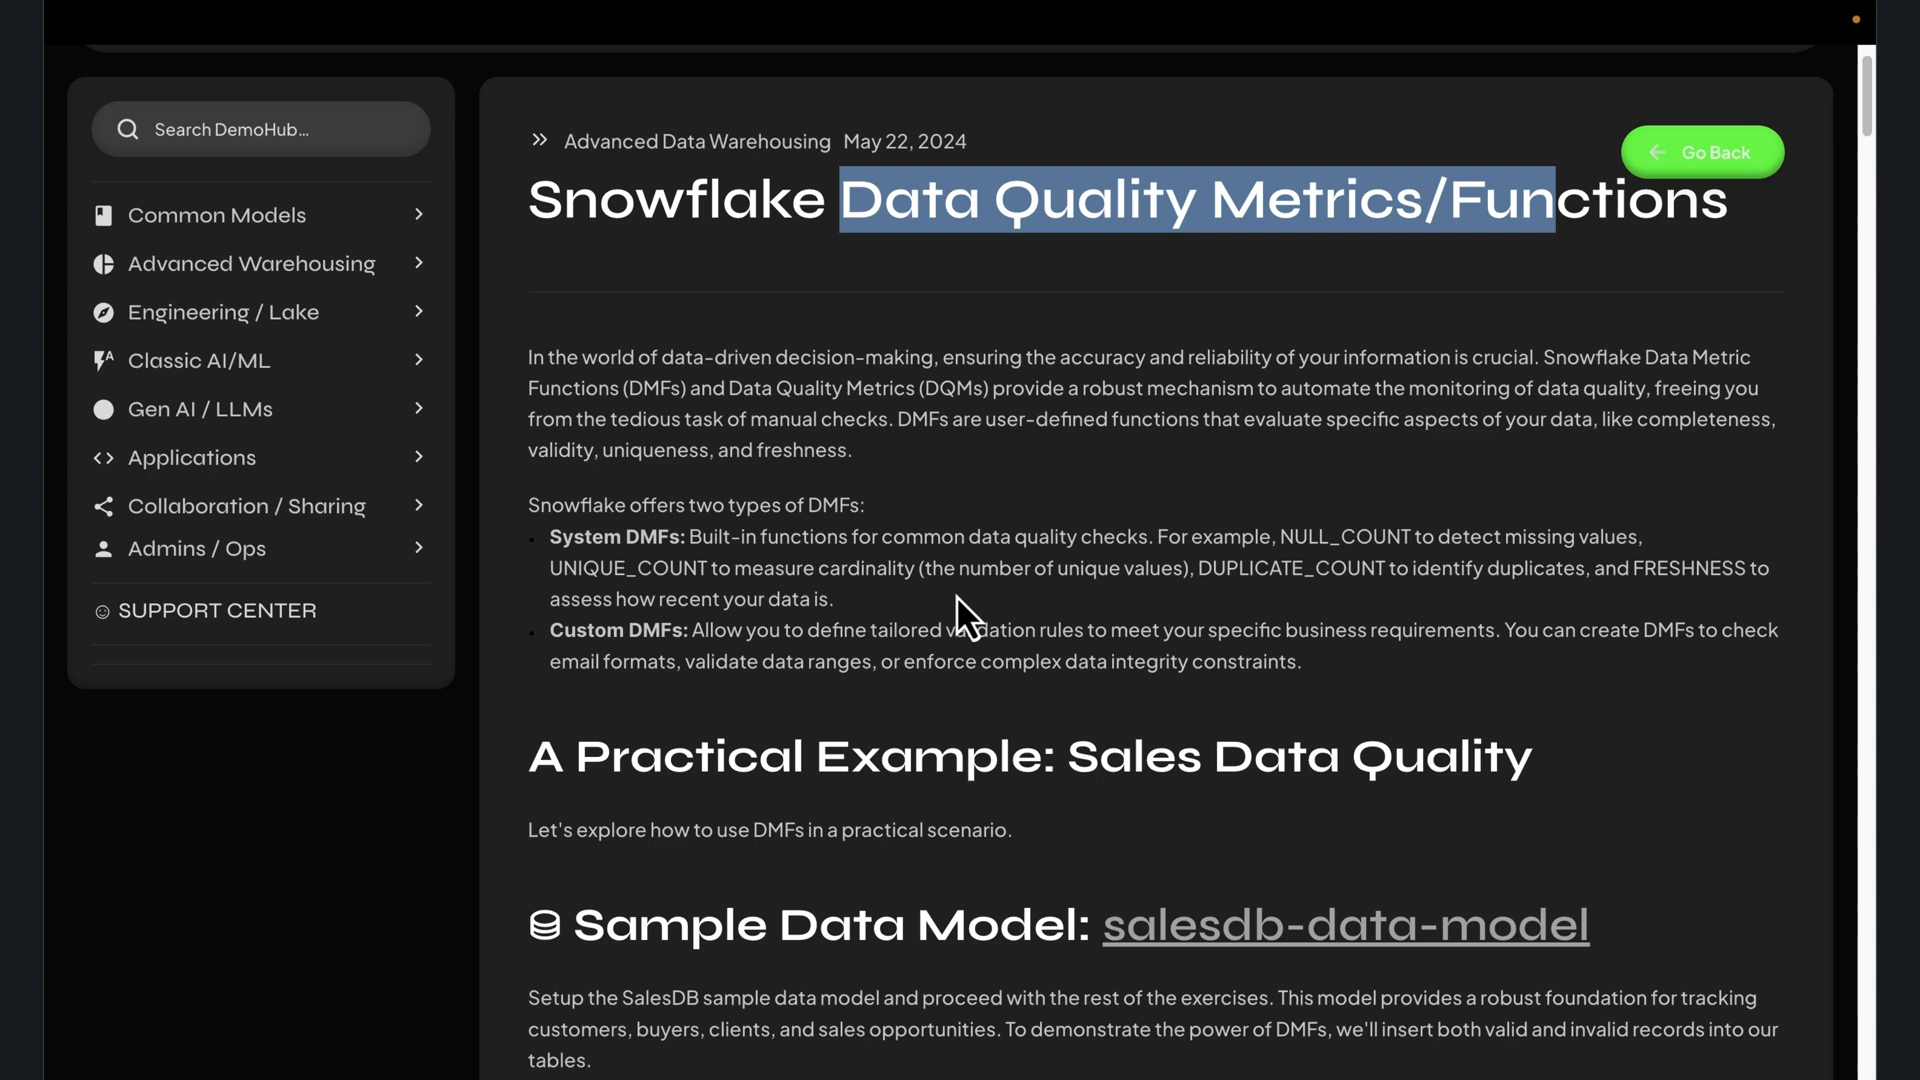 Search DemoHub...
Common Models
Advanced Warehousing
Engineering / Lake
Classic AI/ML
Gen AI / LLMs
Applications
Collaboration / Sharing
Admins / Ops
SUPPORT CENTER
Advanced Data Warehousing May 22, 2024
Go Back
Snowflake Data Quality Metrics/Functions
In the world of data-driven decision-making, ensuring the accuracy and reliability of your information is crucial. Snowflake Data Metric
Functions (DMFs) and Data Quality Metrics (DQMs) provide a robust mechanism to automate the monitoring of data quality, freeing you
from the tedious task of manual checks. DMFs are user-defined functions that evaluate specific aspects of your data, like completeness,
validity, uniqueness, and freshness.
Snowflake offers two types of DMFs:
System DMFs: Built-in functions for common data quality checks. For example, NULL_COUNT to detect missing values,
UNIQUE_COUNT to measure cardinality (the number of unique values), DUPLICATE_COUNT to identify duplicates, and FRESHNESS to
assess how recent your data is.
Custom DMFs: Allow you to define tailored validation rules to meet your specific business requirements. You can create DMFs to check
email formats, validate data ranges, or enforce complex data integrity constraints.
A Practical Example: Sales Data Quality
Let's explore how to use DMFs in a practical scenario.
Sample Data Model: salesdb-data-model
Setup the SalesDB sample data model and proceed with the rest of the exercises. This model provides a robust foundation for tracking
customers, buyers, clients, and sales opportunities. To demonstrate the power of DMFs, we'll insert both valid and invalid records into our
tables.